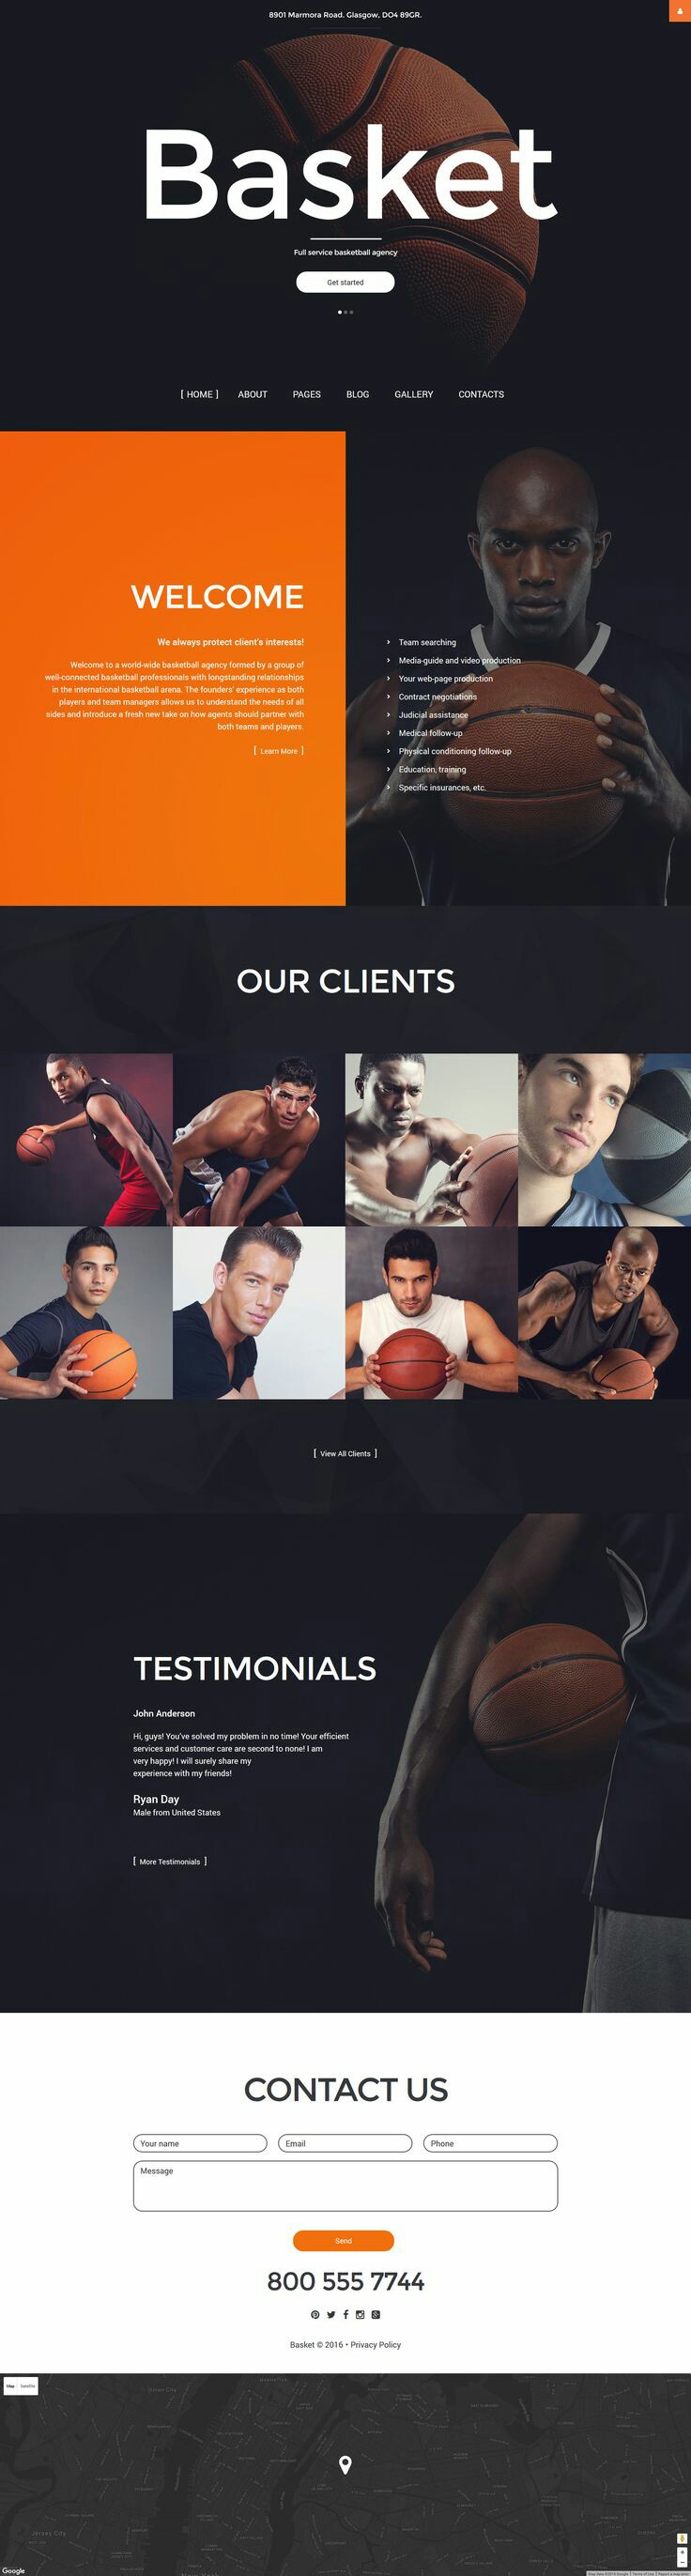 8901 Marmora Road. Glasgow, DO4 89GR.
Basket
Full service basketball agency
Get started
[ HOME ] ABOUT PAGES BLOG GALLERY CONTACTS
WELCOME
We always protect client's interests!
Welcome to a world-wide basketball agency formed by a group of
well-connected basketball professionals with longstanding relationships
in the international basketball arena. The founders' experience as both
players and team managers allows us to understand the needs of all
sides and introduce a fresh new take on how agents should partner with
both teams and players.
[ Learn More ]
Team searching
Media-guide and video production
Your web-page production
Contract negotiations
Judicial assistance
Medical follow-up
Physical conditioning follow-up
Education, training
Specific insurances, etc.
OUR CLIENTS
[ View All Clients ]
TESTIMONIALS
John Anderson
Hi, guys! You've solved my problem in no time! Your efficient
services and customer care are second to none! I am
very happy! I will surely share my
experience with my friends!
Ryan Day
Male from United States
[ More Testimonials ]
CONTACT US
Your name Email Phone
Message
Send
800 555 7744
Basket © 2016 • Privacy Policy
Map Satellite
Jersey City
Google